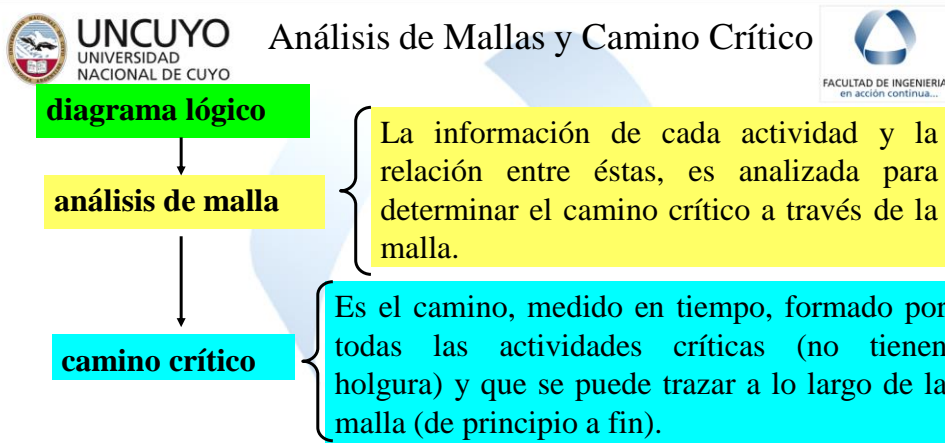 UNCUYO
UNIVERSIDAD
NACIONAL DE CUYO
Análisis de Mallas y Camino Crítico
FACULTAD DE INGENIERIA
en acción continua...
diagrama lógico
análisis de malla
La información de cada actividad y la
relación entre éstas, es analizada para
determinar el camino crítico a través de la
malla.
camino crítico
Es el camino, medido en tiempo, formado por
todas las actividades críticas (no tienen
holgura) y que se puede trazar a lo largo de la
malla (de principio a fin).